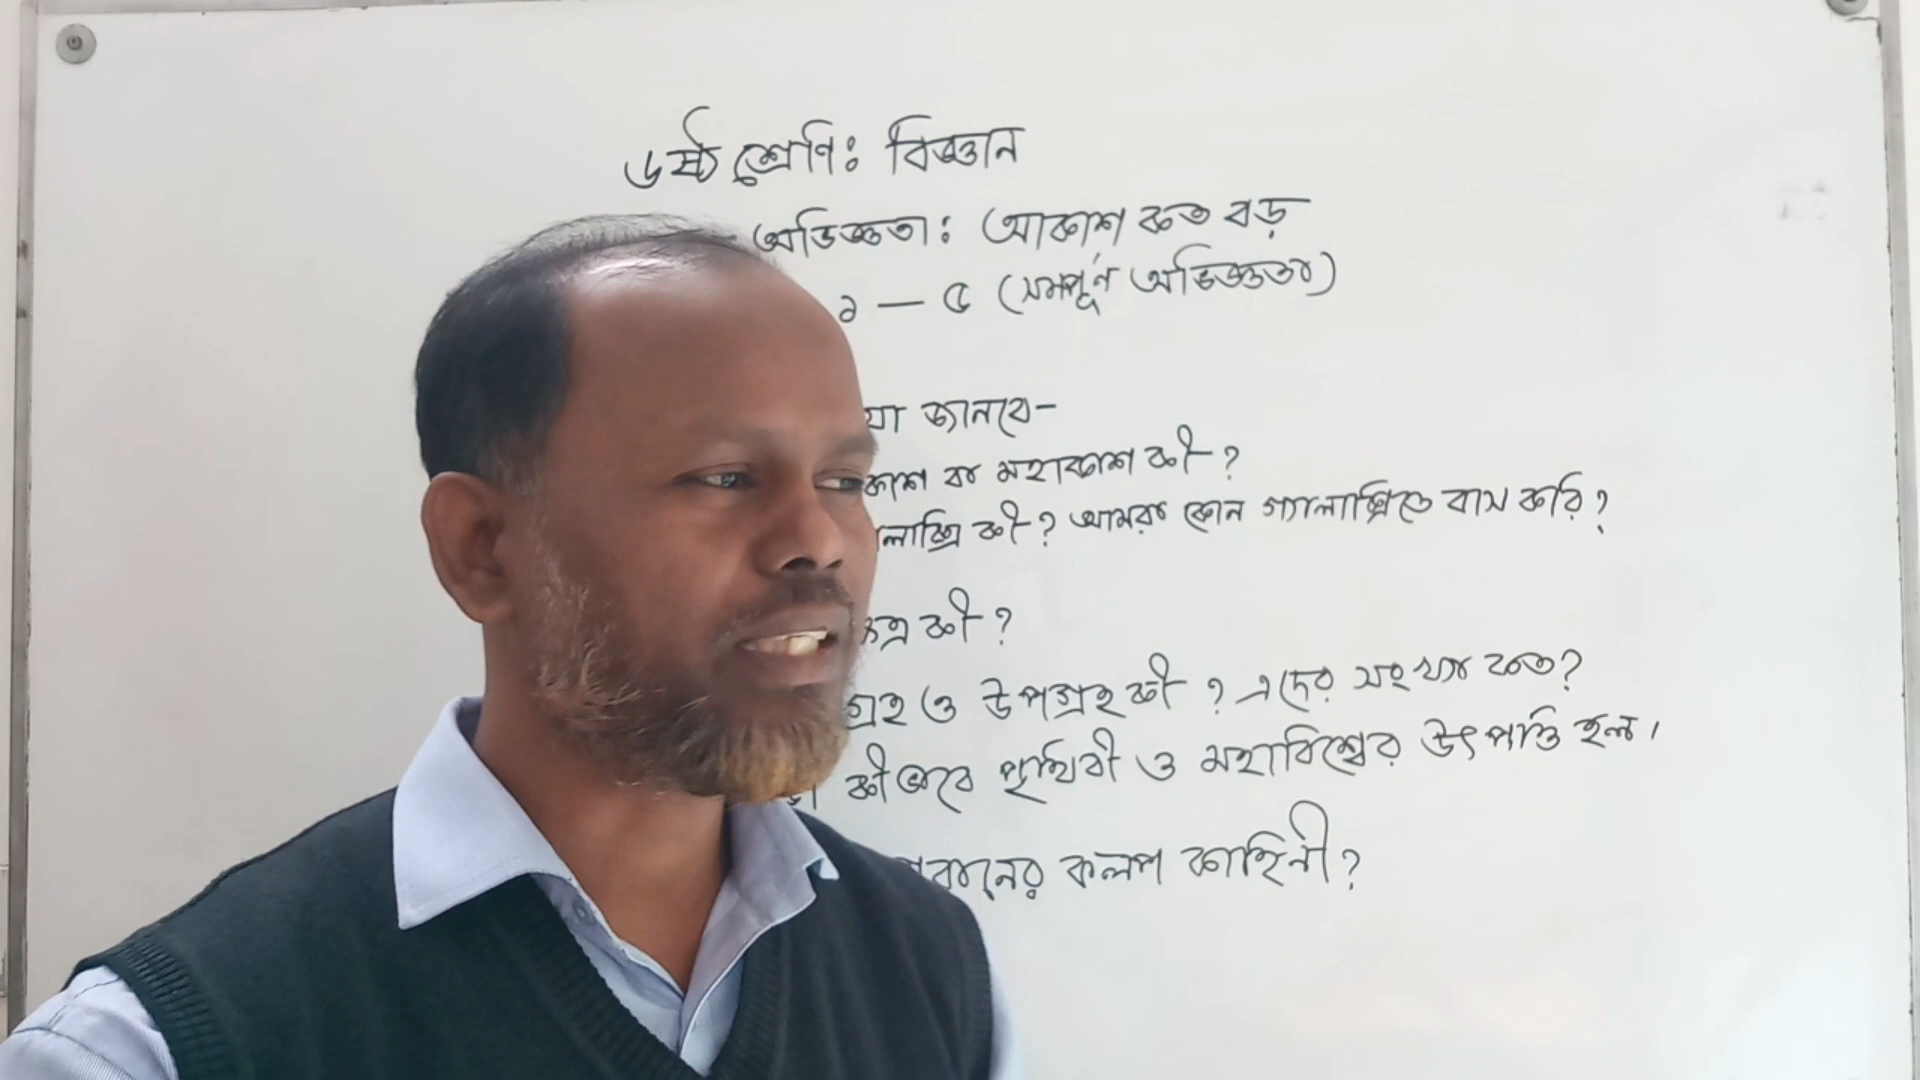 ৬ষ্ঠ শ্রেণি: বিজ্ঞান
অভিজ্ঞতা: আকাশ কত বড়
১ — ৫ (সম্পূর্ণ অভিজ্ঞতা)
যা জানবে-
বা মহাকাশ কী?
কী? আমরা কোন গ্যালাক্সিতে বাস করি?
কী?
গ্রহ ও উপগ্রহ কী? এদের সংখ্যা কত?
কীভাবে পৃথিবী ও মহাবিশ্বের উৎপত্তি হল।
কল্প কাহিনী?